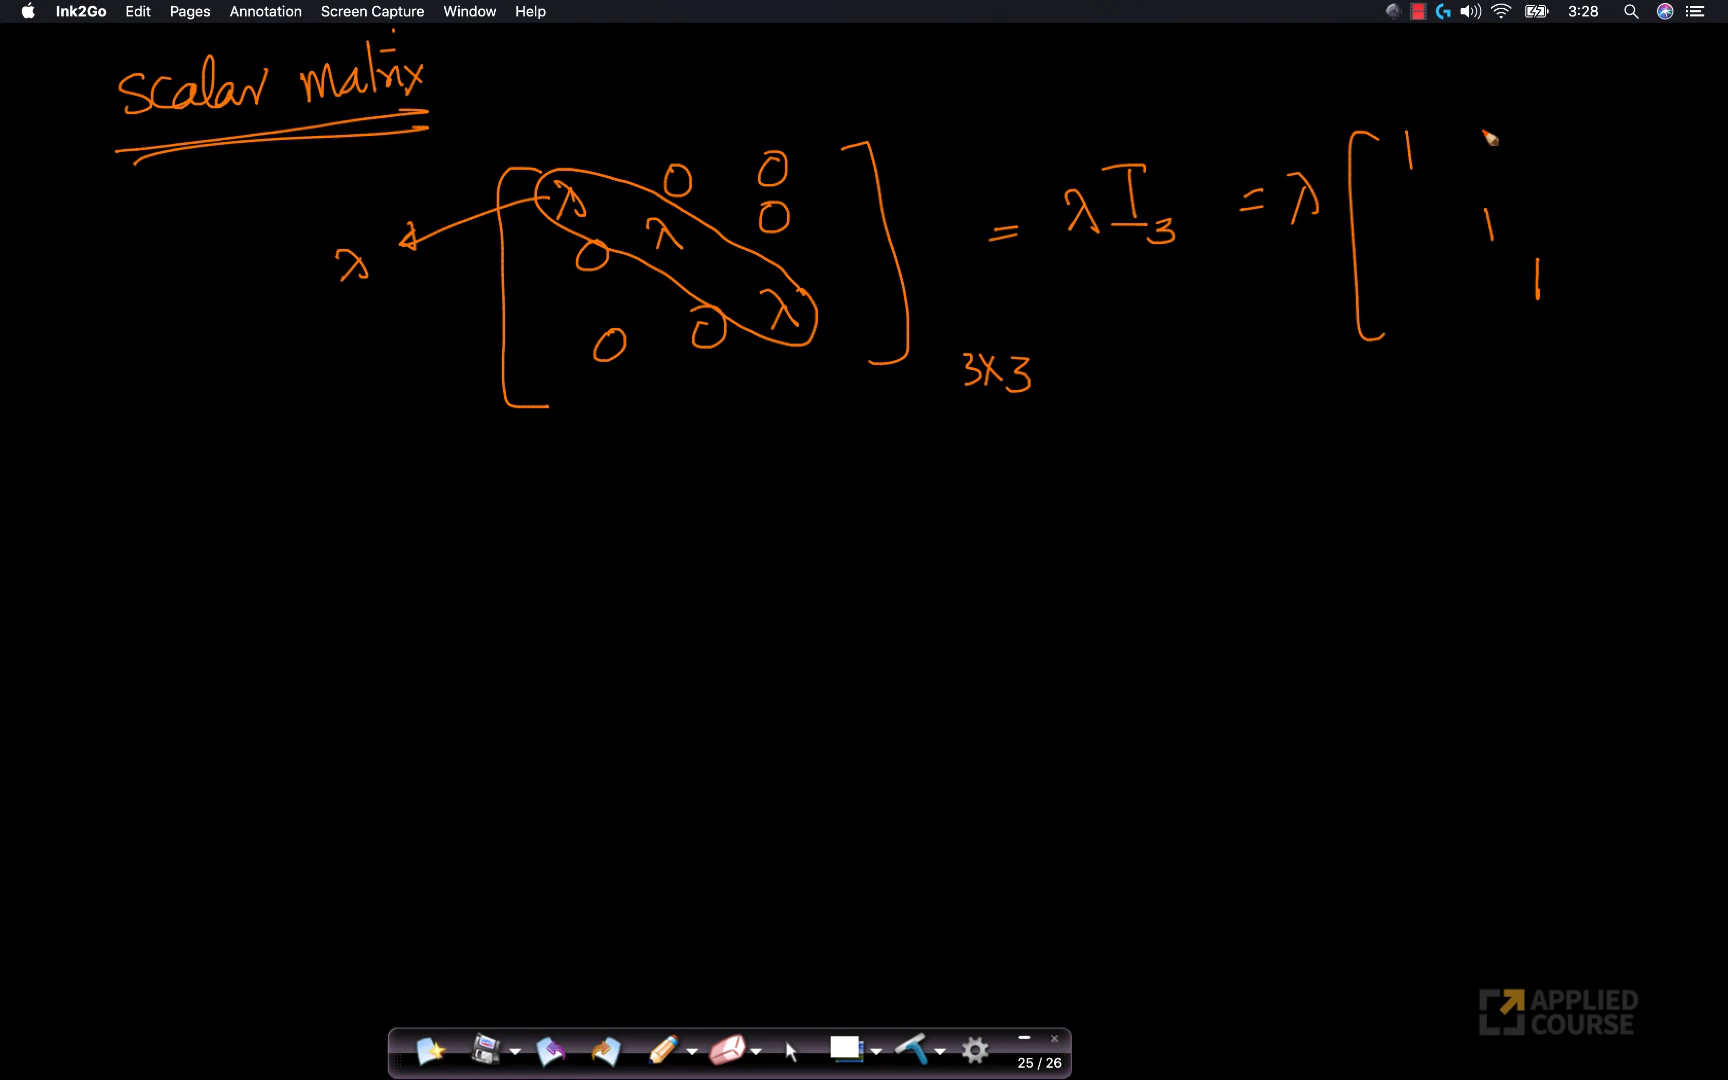 Ink2Go Edit Pages Annotation Screen Capture Window Help 3:28
scalar matrix
λ 0 0 1
λ 0 λ 0 = λ I₃ = λ 1
0 0 λ 1
3X3
APPLIED
COURSE
25 / 26